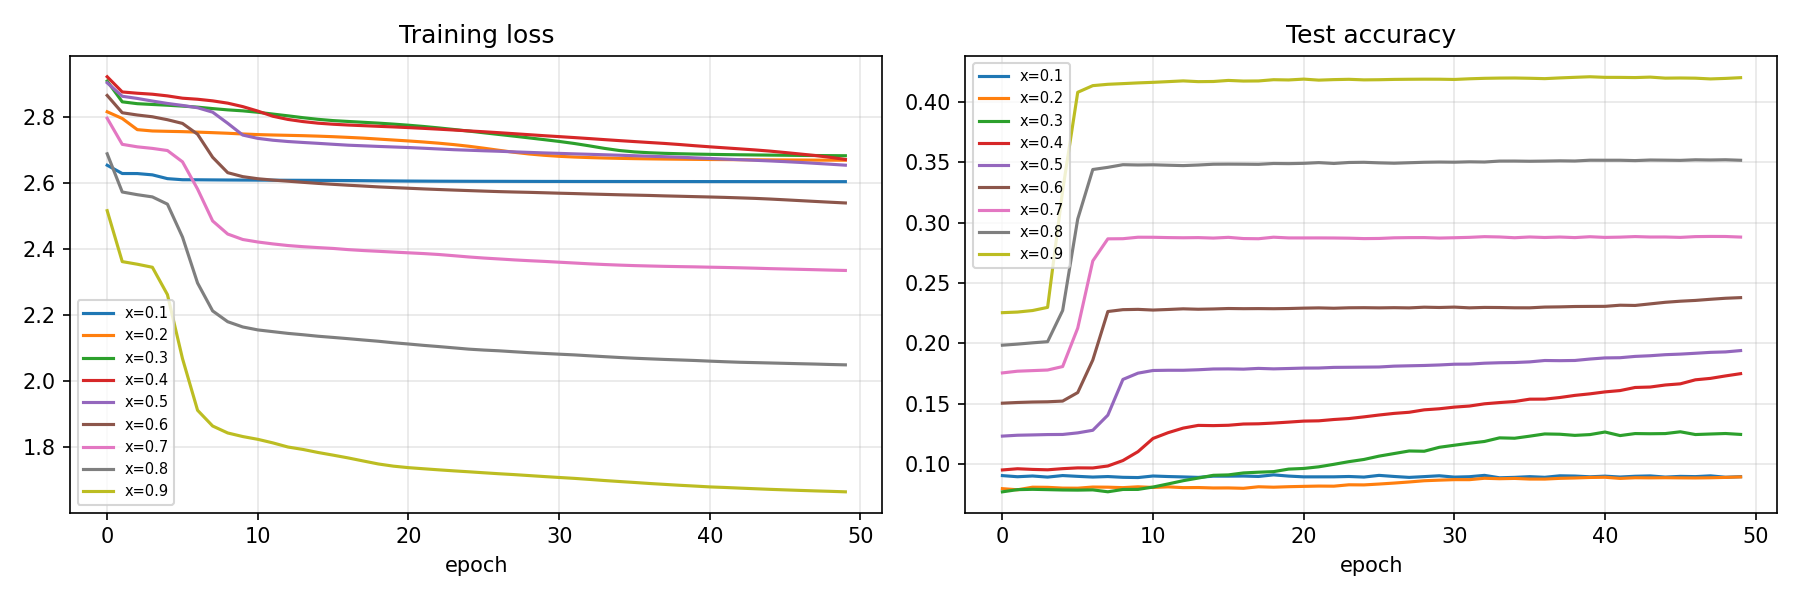 Training loss
2.8
2.6
2.4
2.2
2.0
1.8
x=0.1
x=0.2
x=0.3
x=0.4
x=0.5
x=0.6
x=0.7
x=0.8
x=0.9
0 10 20 30 40 50
epoch
Test accuracy
x=0.1
x=0.2
x=0.3
x=0.4
x=0.5
x=0.6
x=0.7
x=0.8
x=0.9
0.40
0.35
0.30
0.25
0.20
0.15
0.10
0 10 20 30 40 50
epoch